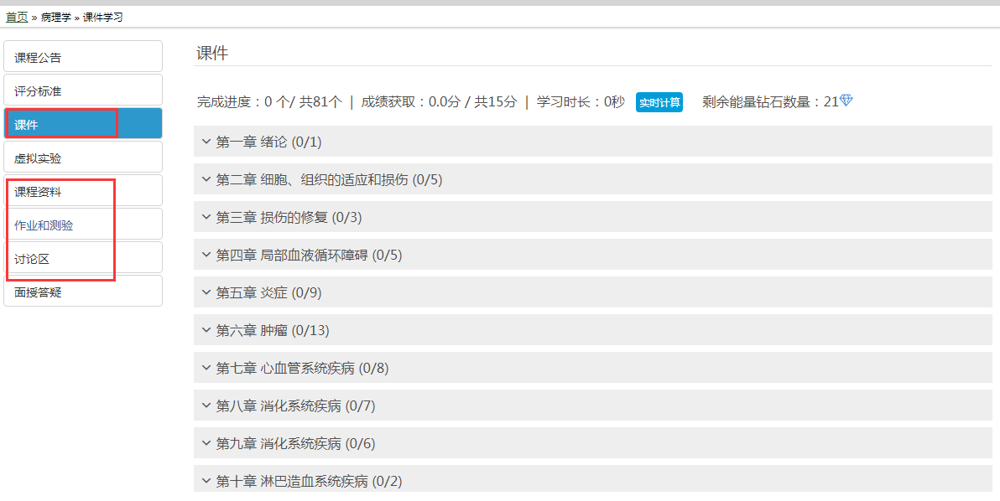 首页 » 病理学 » 课件学习
课程公告
评分标准
课件
虚拟实验
课程资料
作业和测验
讨论区
面授答疑
课件
完成进度：0 个/ 共81个 | 成绩获取：0.0分 / 共15分 | 学习时长：0秒 实时计算 剩余能量钻石数量：21
第一章 绪论 (0/1)
第二章 细胞、组织的适应和损伤 (0/5)
第三章 损伤的修复 (0/3)
第四章 局部血液循环障碍 (0/5)
第五章 炎症 (0/9)
第六章 肿瘤 (0/13)
第七章 心血管系统疾病 (0/8)
第八章 消化系统疾病 (0/7)
第九章 消化系统疾病 (0/6)
第十章 淋巴造血系统疾病 (0/2)